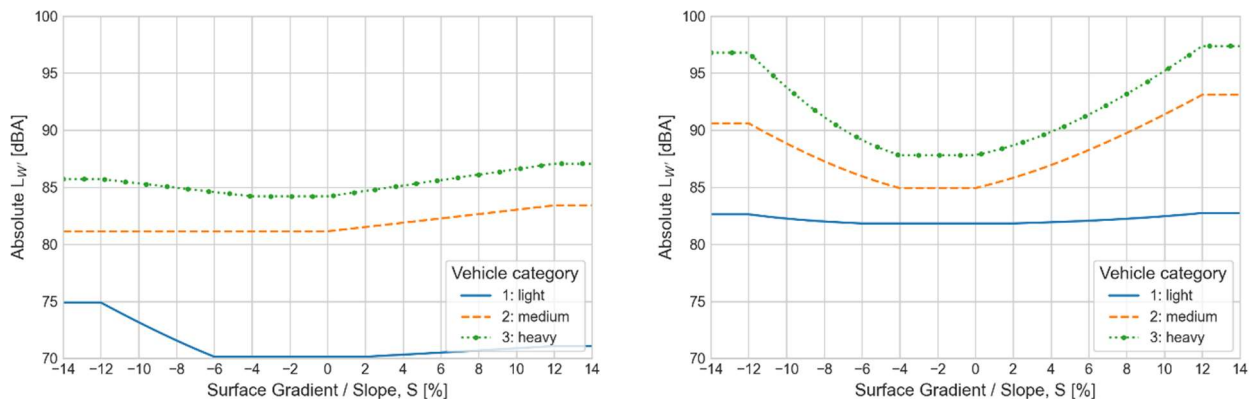 100
95
90
85
80
75
70
Absolute L_W' [dBA]
−14 −12 −10 −8 −6 −4 −2 0 2 4 6 8 10 12 14
Surface Gradient / Slope, S [%]
Vehicle category
1: light
2: medium
3: heavy
100
95
90
85
80
75
70
Absolute L_W' [dBA]
−14 −12 −10 −8 −6 −4 −2 0 2 4 6 8 10 12 14
Surface Gradient / Slope, S [%]
Vehicle category
1: light
2: medium
3: heavy